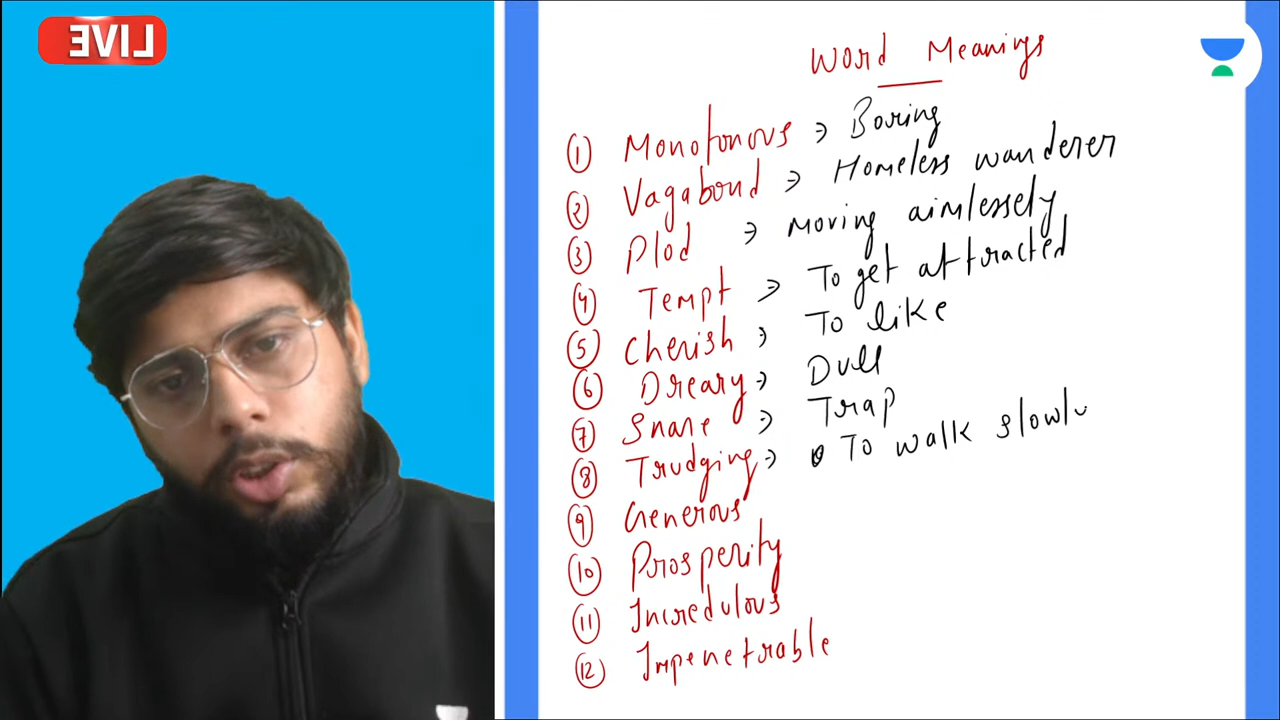 LIVE
Word Meanings
1 Monotonous → Boring
2 Vagabond → Homeless wanderer
3 Plod → Moving aimlessely
4 Tempt → To get attracted
5 Cherish → To like
6 Dreary → Dull
7 Snare → Trap
8 Trudging → To walk slowly
9 Generous
10 Prosperity
11 Incredulous
12 Impenetrable